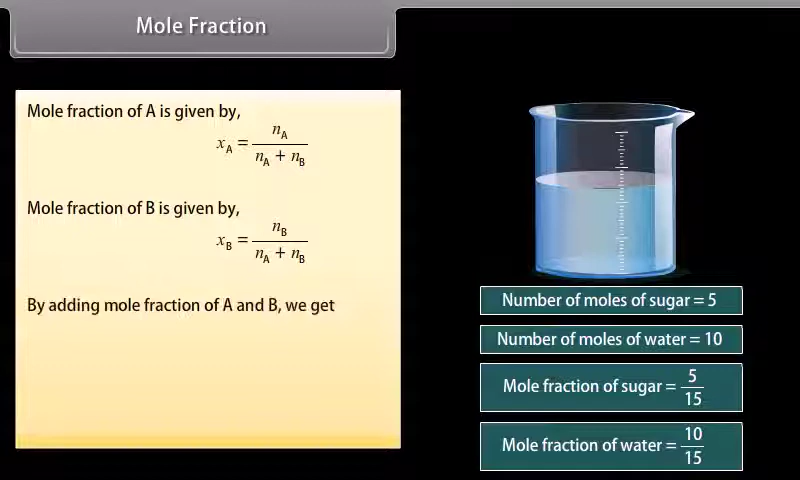 Mole Fraction
Mole fraction of A is given by,
x_A = n_A / (n_A + n_B)
Mole fraction of B is given by,
x_B = n_B / (n_A + n_B)
By adding mole fraction of A and B, we get
Number of moles of sugar = 5
Number of moles of water = 10
Mole fraction of sugar = 5/15
Mole fraction of water = 10/15